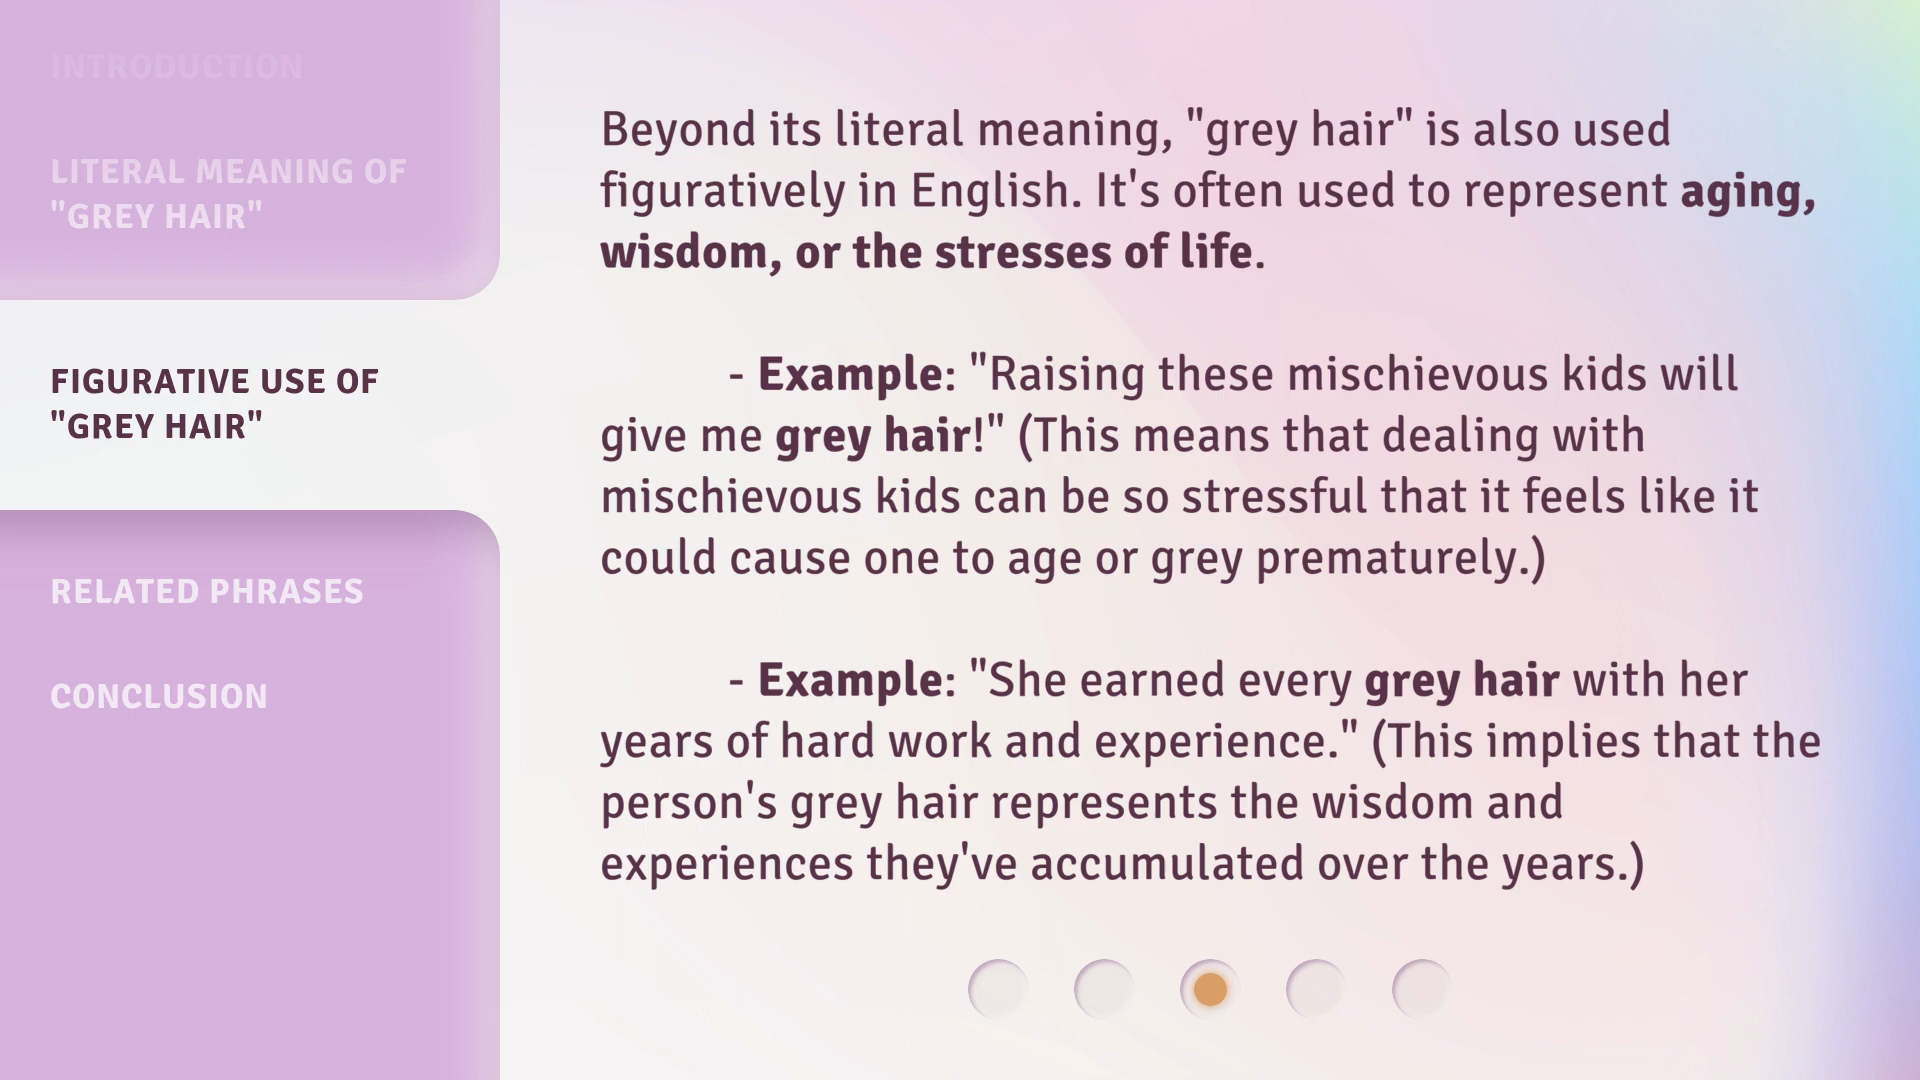 INTRODUCTION
LITERAL MEANING OF
"GREY HAIR"
FIGURATIVE USE OF
"GREY HAIR"
RELATED PHRASES
CONCLUSION
Beyond its literal meaning, "grey hair" is also used
figuratively in English. It's often used to represent aging,
wisdom, or the stresses of life.
- Example: "Raising these mischievous kids will
give me grey hair!" (This means that dealing with
mischievous kids can be so stressful that it feels like it
could cause one to age or grey prematurely.)
- Example: "She earned every grey hair with her
years of hard work and experience." (This implies that the
person's grey hair represents the wisdom and
experiences they've accumulated over the years.)